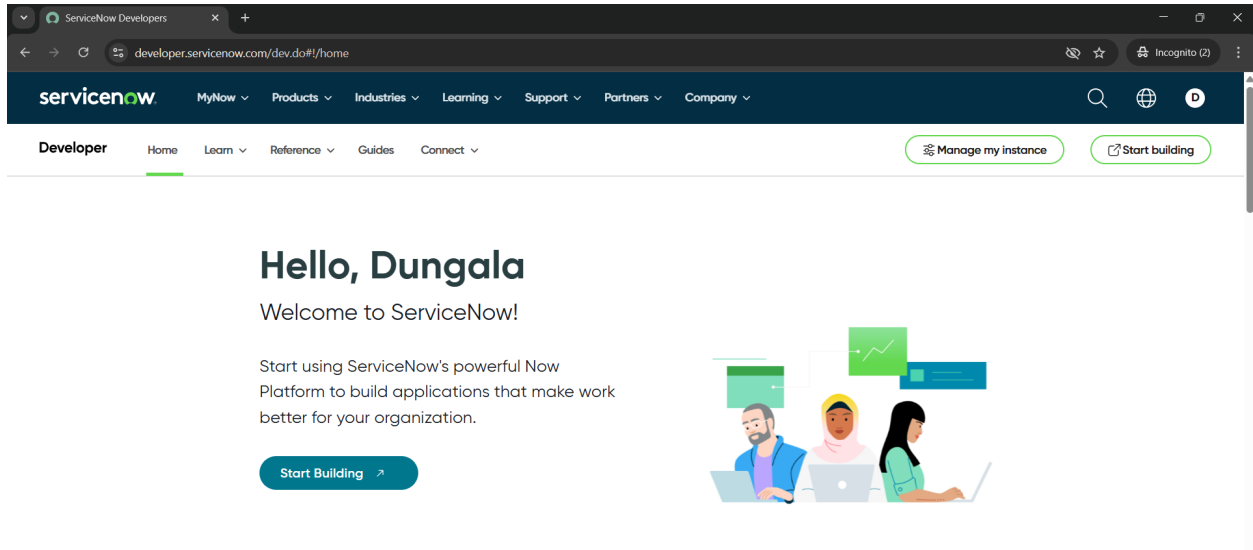 ServiceNow Developers
developer.servicenow.com/dev.do#!/home
Incognito (2)
servicenow.
MyNow Products Industries Learning Support Partners Company
D
Developer
Home Learn Reference Guides Connect
Manage my instance
Start building
Hello, Dungala
Welcome to ServiceNow!
Start using ServiceNow's powerful Now
Platform to build applications that make work
better for your organization.
Start Building